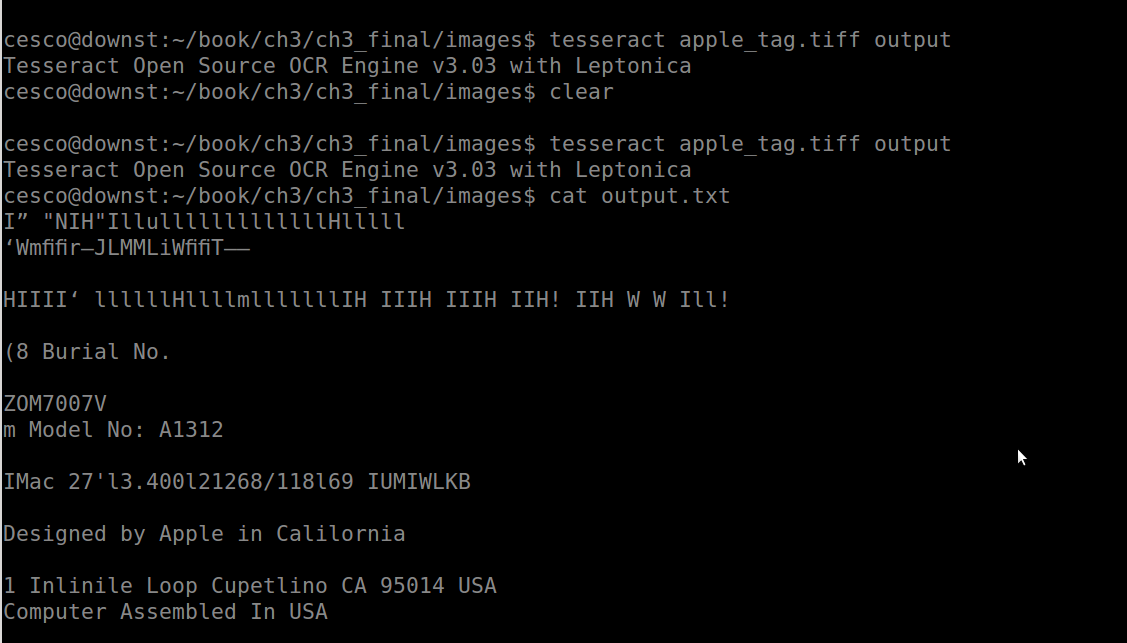 cesco@downst:~/book/ch3/ch3_final/images$ tesseract apple_tag.tiff output
Tesseract Open Source OCR Engine v3.03 with Leptonica
cesco@downst:~/book/ch3/ch3_final/images$ clear
cesco@downst:~/book/ch3/ch3_final/images$ tesseract apple_tag.tiff output
Tesseract Open Source OCR Engine v3.03 with Leptonica
cesco@downst:~/book/ch3/ch3_final/images$ cat output.txt
I” "NIH"IllulllllllllllllHlllll
‘Wmfififir—JLMMLiWfifiT——
HIIII‘ llllllHllllmlllllllIH IIIH IIIH IIH! IIH W W Ill!
(8 Burial No.
ZOM7007V
m Model No: A1312
IMac 27'l3.400l21268/118l69 IUMIWLKB
Designed by Apple in Calilornia
1 Inlinile Loop Cupetlino CA 95014 USA
Computer Assembled In USA